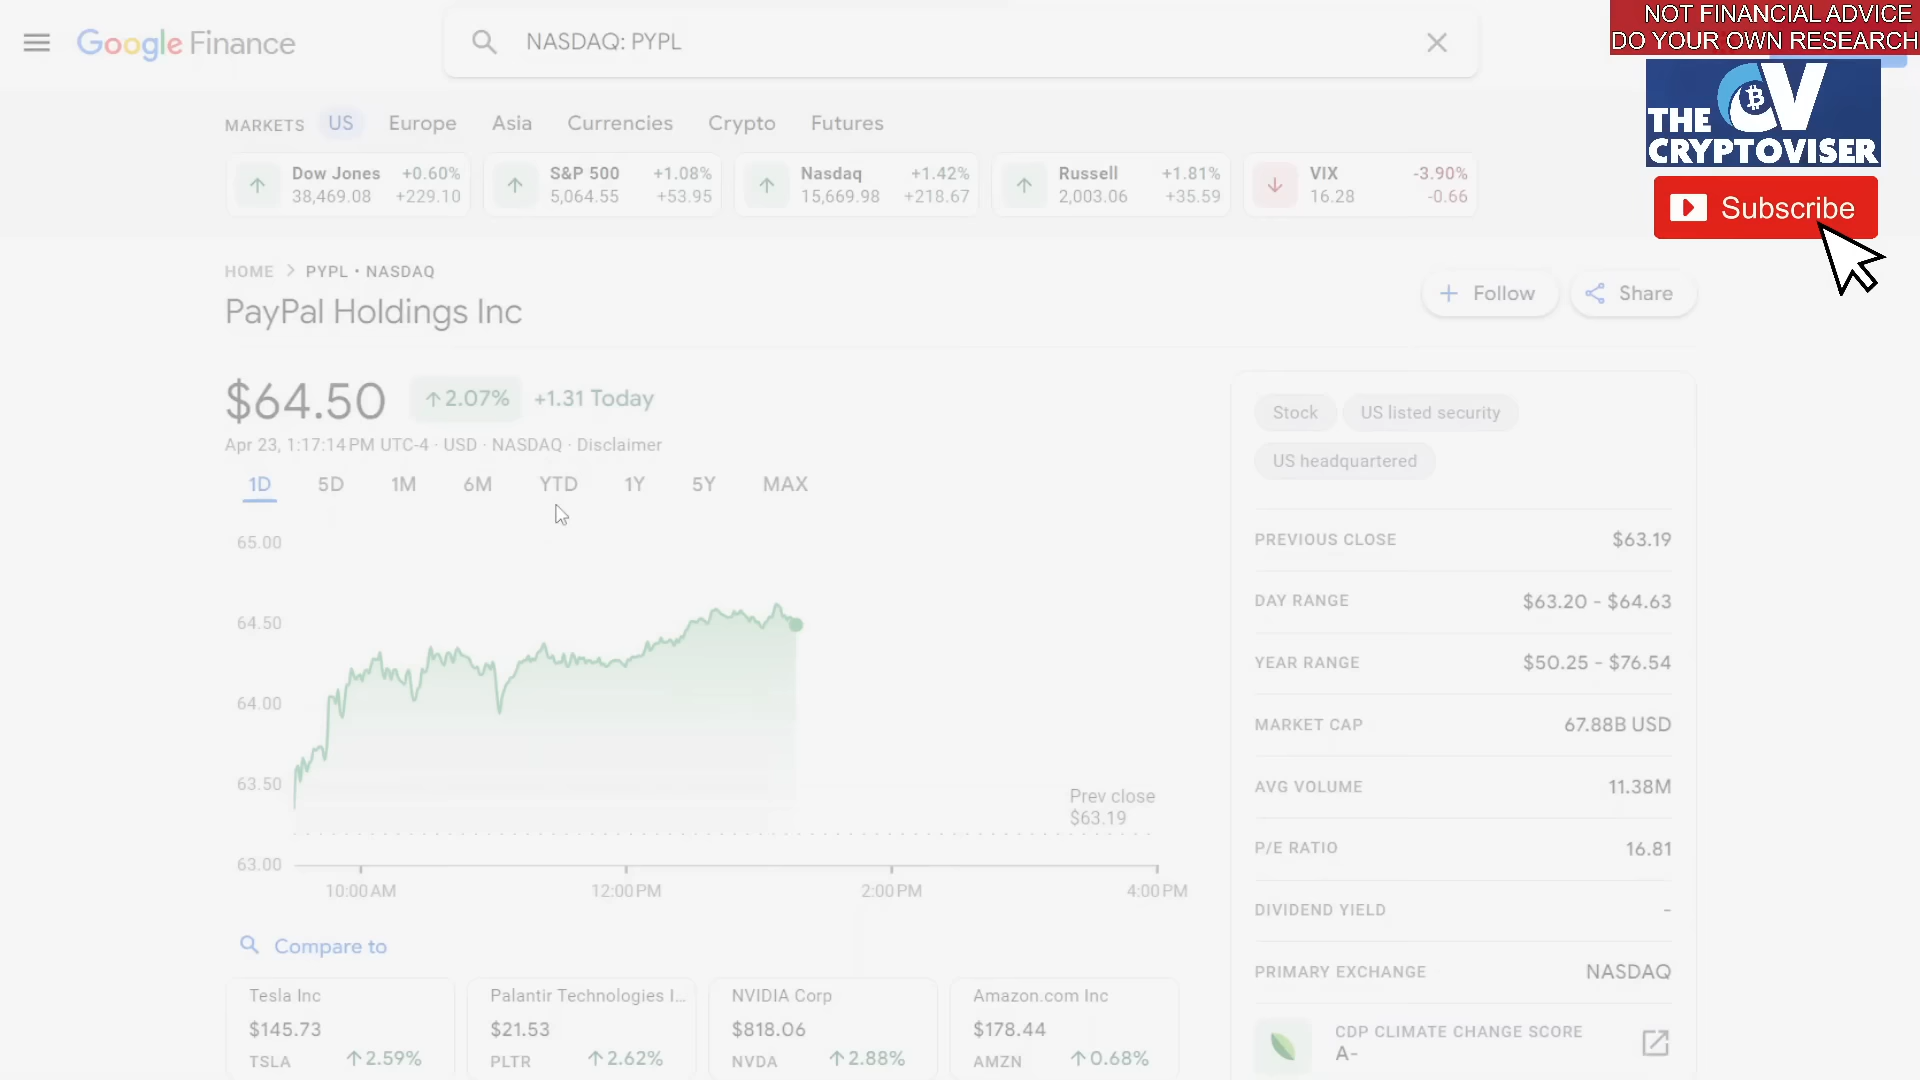 NOT FINANCIAL ADVICE
DO YOUR OWN RESEARCH
Google Finance
NASDAQ: PYPL
THE CV
CRYPTOVISER
Subscribe
MARKETS US Europe Asia Currencies Crypto Futures
Dow Jones +0.60% S&P 500 +1.08% Nasdaq +1.42% Russell +1.81% VIX -3.90%
38,469.08 +229.10 5,064.55 +53.95 15,669.98 +218.67 2,003.06 +35.59 16.28 -0.66
HOME > PYPL • NASDAQ
PayPal Holdings Inc
+ Follow Share
$64.50 ↑2.07% +1.31 Today
Apr 23, 1:17:14 PM UTC-4 · USD · NASDAQ · Disclaimer
1D 5D 1M 6M YTD 1Y 5Y MAX
65.00
64.50
64.00
63.50
63.00
Prev close
$63.19
10:00 AM 12:00 PM 2:00 PM 4:00 PM
Stock US listed security
US headquartered
PREVIOUS CLOSE $63.19
DAY RANGE $63.20 - $64.63
YEAR RANGE $50.25 - $76.54
MARKET CAP 67.88B USD
AVG VOLUME 11.38M
P/E RATIO 16.81
DIVIDEND YIELD -
PRIMARY EXCHANGE NASDAQ
CDP CLIMATE CHANGE SCORE
A-
Compare to
Tesla Inc Palantir Technologies I... NVIDIA Corp Amazon.com Inc
$145.73 $21.53 $818.06 $178.44
TSLA ↑2.59% PLTR ↑2.62% NVDA ↑2.88% AMZN ↑0.68%